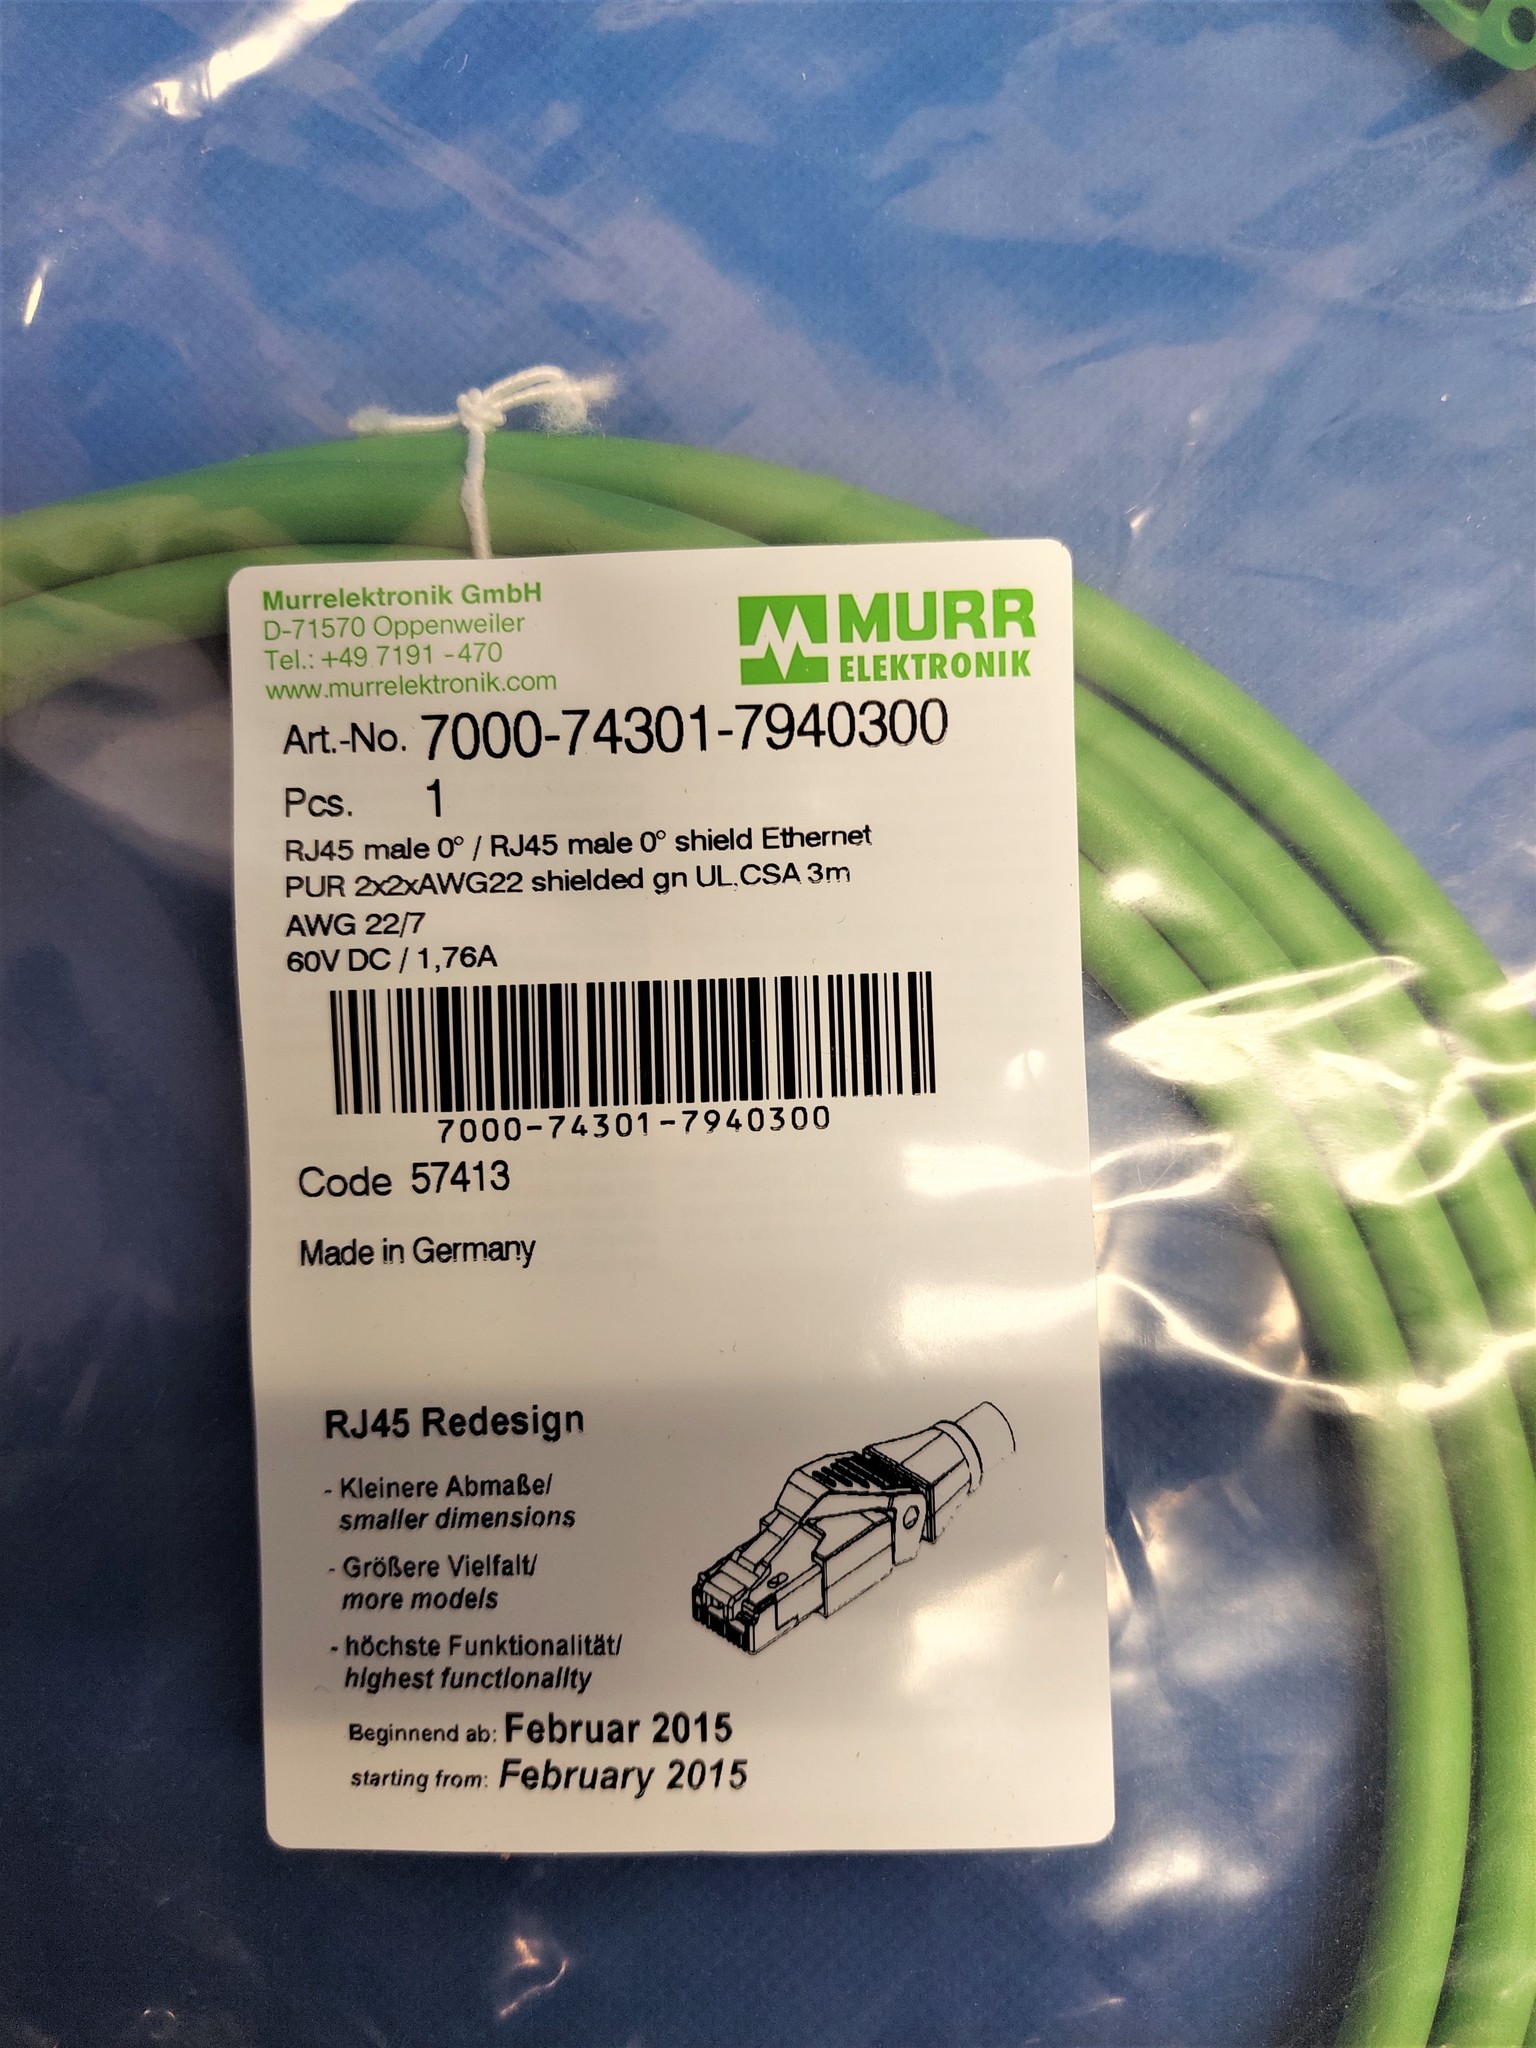 Murrelektronik GmbH
D-71570 Oppenweiler
Tel.: +49 7191 -470
www.murrelektronik.com
MURR
ELEKTRONIK
Art.-No. 7000-74301-7940300
Pcs. 1
RJ45 male 0° / RJ45 male 0° shield Ethernet
PUR 2x2xAWG22 shielded gn UL,CSA 3m
AWG 22/7
60V DC / 1,76A
7000-74301-7940300
Code 57413
Made in Germany
RJ45 Redesign
- Kleinere Abmaße/
smaller dimensions
- Größere Vielfalt/
more models
- höchste Funktionalität/
highest functionality
Beginnend ab: Februar 2015
starting from: February 2015